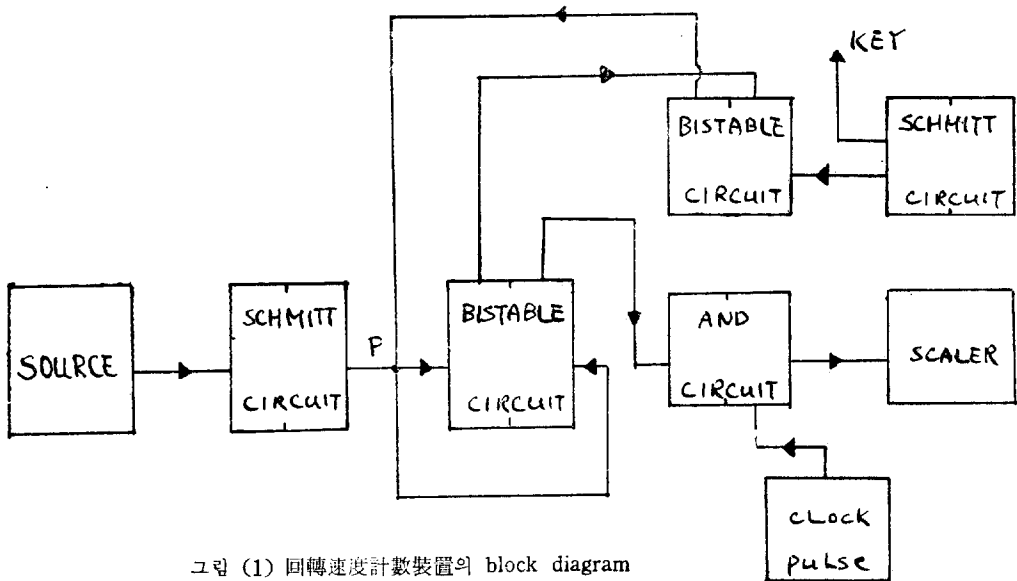 KEY
BISTABLE
CIRCUIT
SCHMITT
CIRCUIT
SOURCE
SCHMITT
CIRCUIT
P
BISTABLE
CIRCUIT
AND
CIRCUIT
SCALER
CLOCK
pulse
그림 (1) 回轉速度計數裝置의 block diagram